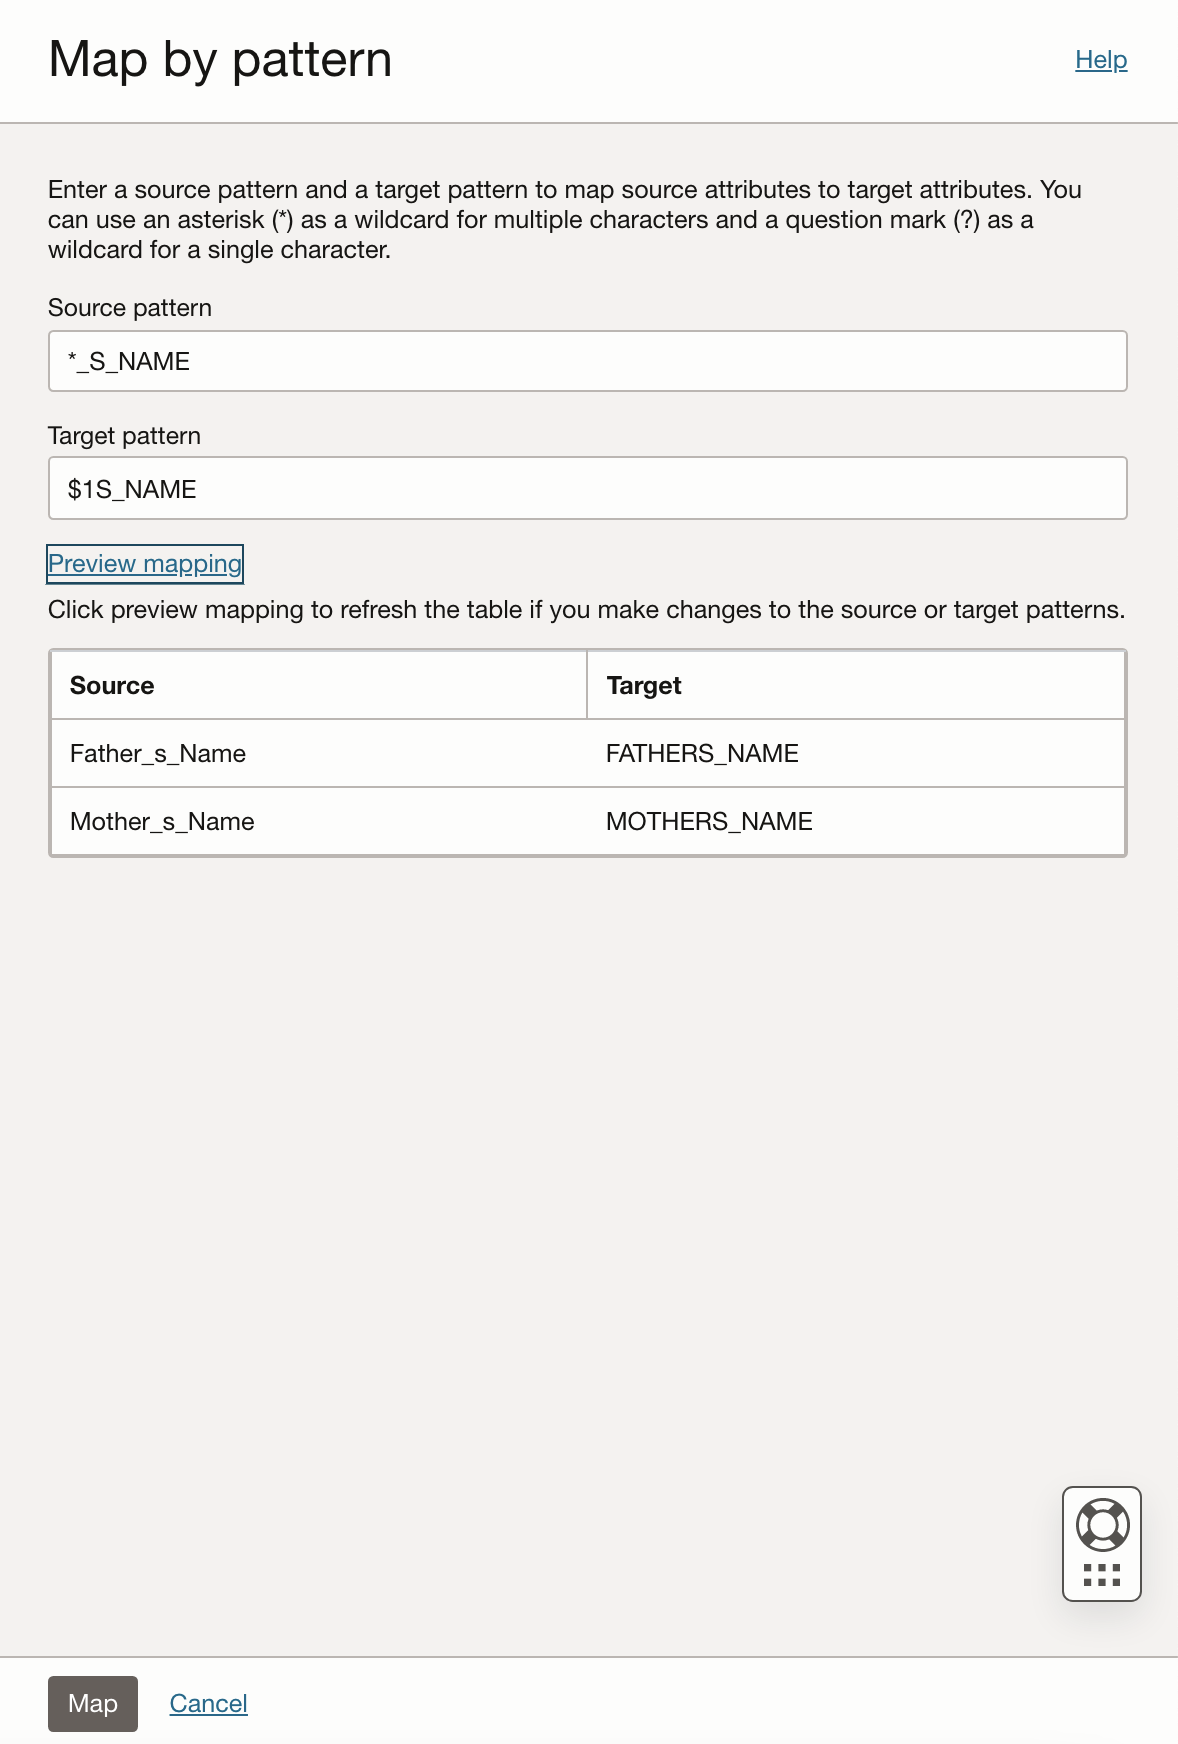 Map by pattern
Help
Enter a source pattern and a target pattern to map source attributes to target attributes. You
can use an asterisk (*) as a wildcard for multiple characters and a question mark (?) as a
wildcard for a single character.
Source pattern
*_S_NAME
Target pattern
$1S_NAME
Preview mapping
Click preview mapping to refresh the table if you make changes to the source or target patterns.
Source Target
Father_s_Name FATHERS_NAME
Mother_s_Name MOTHERS_NAME
Map Cancel